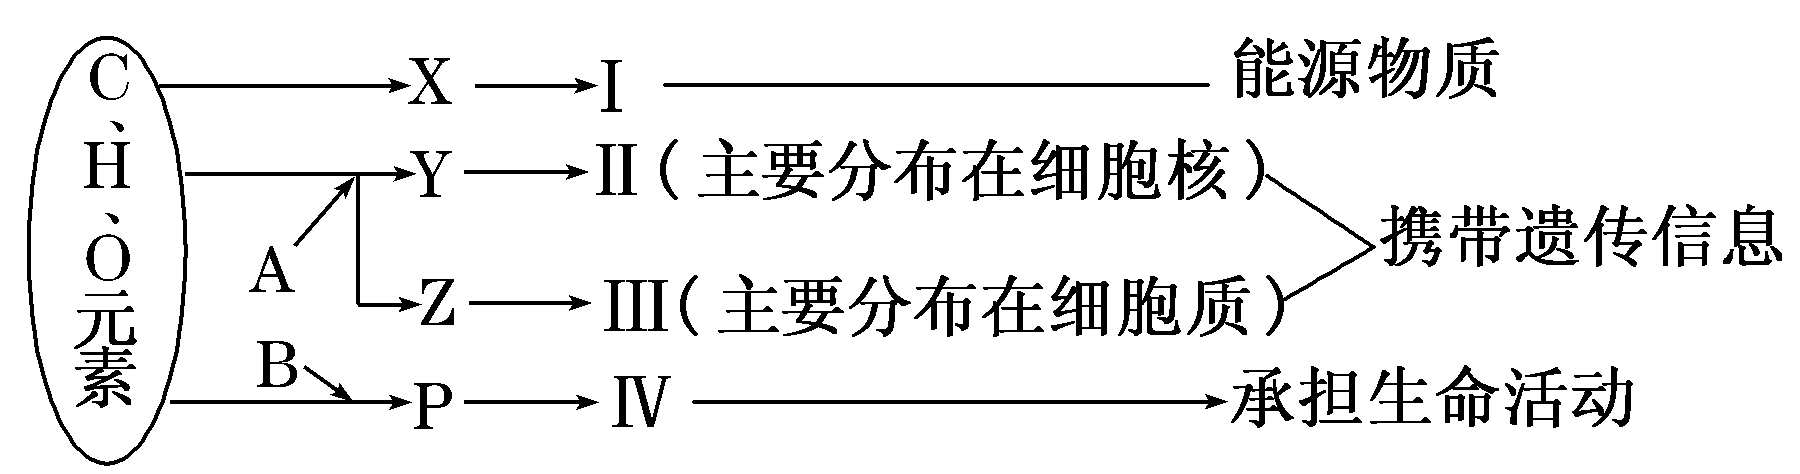 C、H、O元素
X I 能源物质
Y II(主要分布在细胞核)
A
携带遗传信息
Z III(主要分布在细胞质)
B
P IV 承担生命活动